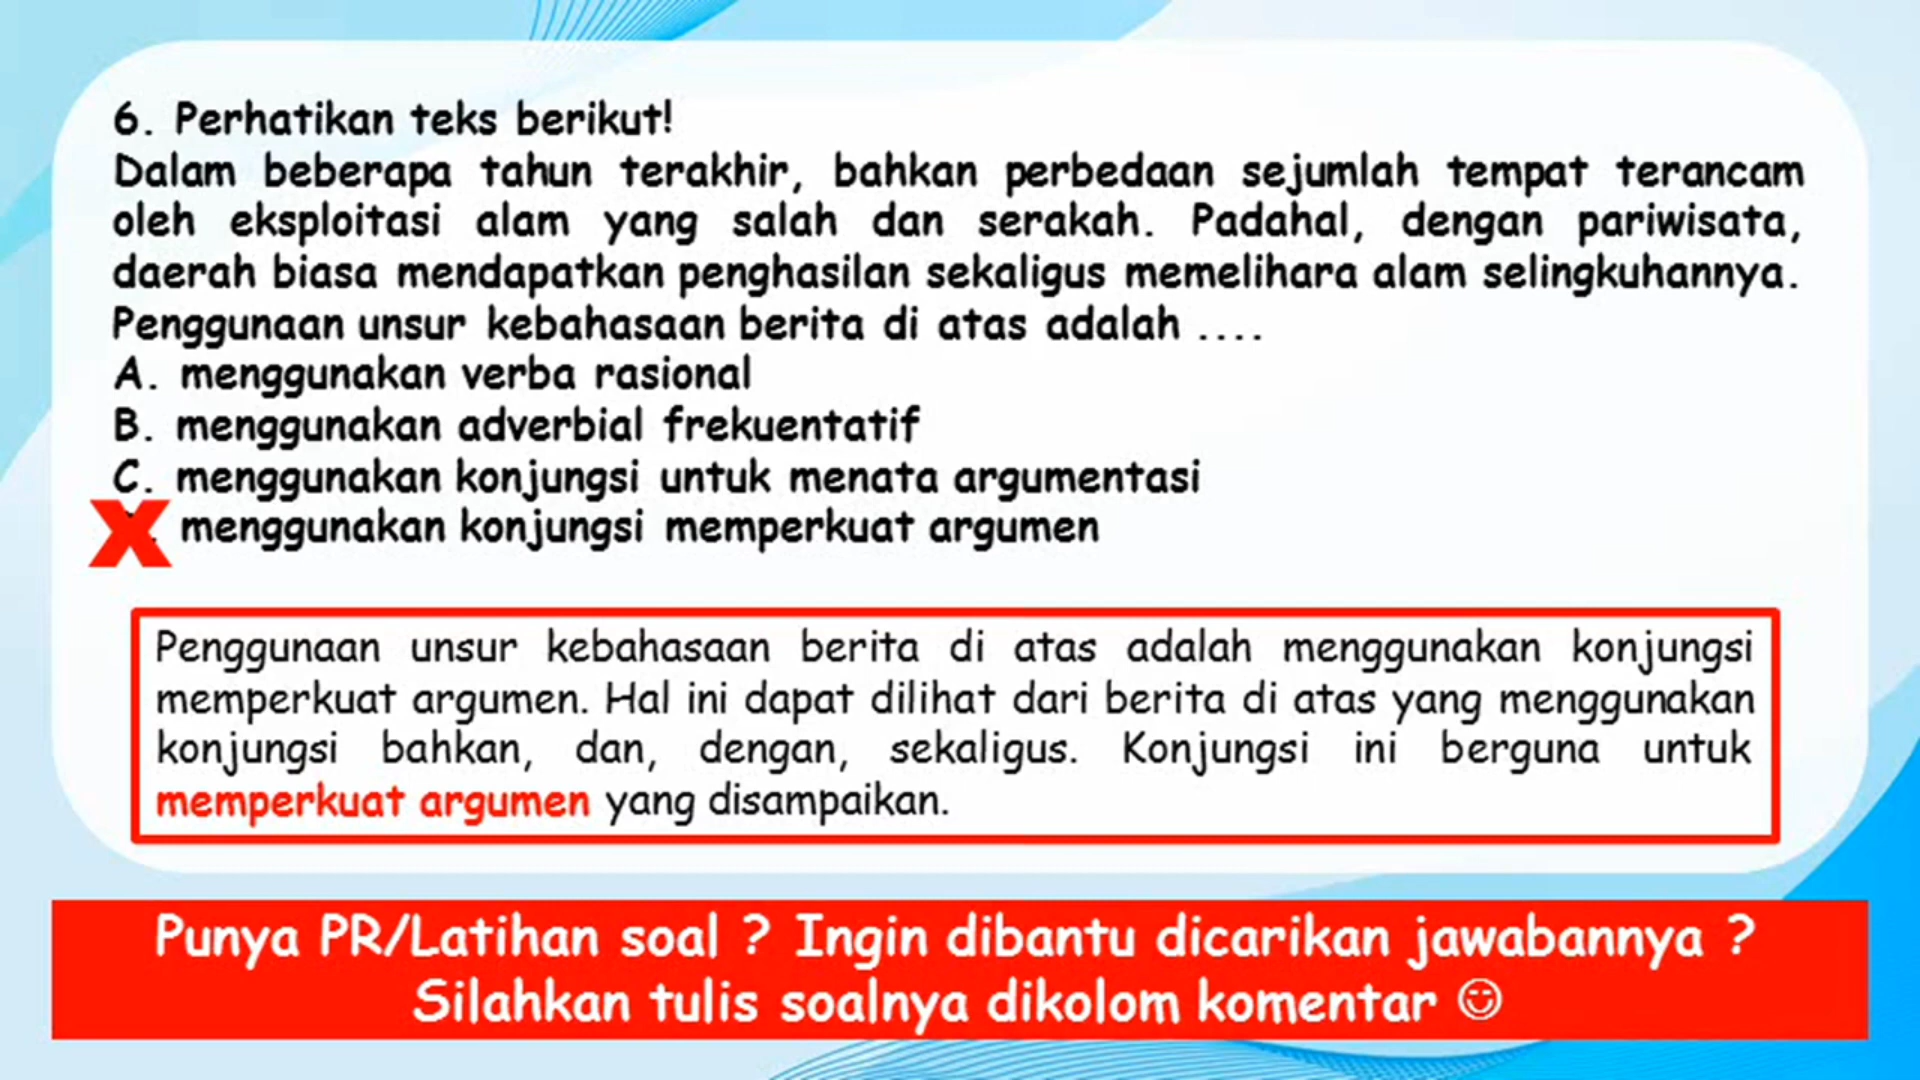 6. Perhatikan teks berikut!
Dalam beberapa tahun terakhir, bahkan perbedaan sejumlah tempat terancam
oleh eksploitasi alam yang salah dan serakah. Padahal, dengan pariwisata,
daerah biasa mendapatkan penghasilan sekaligus memelihara alam selingkuhannya.
Penggunaan unsur kebahasaan berita di atas adalah ....
A. menggunakan verba rasional
B. menggunakan adverbial frekuentatif
C. menggunakan konjungsi untuk menata argumentasi
X menggunakan konjungsi memperkuat argumen
Penggunaan unsur kebahasaan berita di atas adalah menggunakan konjungsi
memperkuat argumen. Hal ini dapat dilihat dari berita di atas yang menggunakan
konjungsi bahkan, dan, dengan, sekaligus. Konjungsi ini berguna untuk
memperkuat argumen yang disampaikan.
Punya PR/Latihan soal ? Ingin dibantu dicarikan jawabannya ?
Silahkan tulis soalnya dikolom komentar ☺